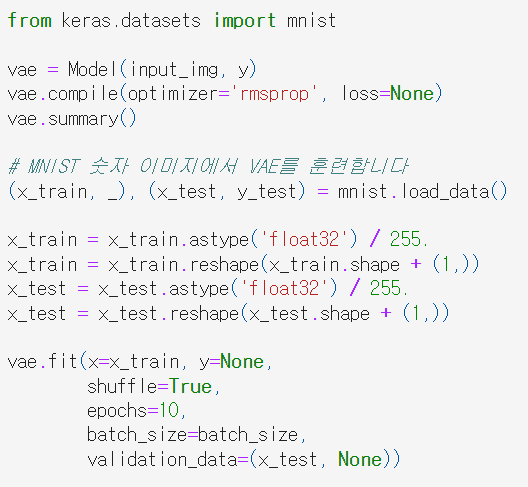 from keras.datasets import mnist
vae = Model(input_img, y)
vae.compile(optimizer='rmsprop', loss=None)
vae.summary()
# MNIST 숫자 이미지에서 VAE를 훈련합니다
(x_train, _), (x_test, y_test) = mnist.load_data()
x_train = x_train.astype('float32') / 255.
x_train = x_train.reshape(x_train.shape + (1,))
x_test = x_test.astype('float32') / 255.
x_test = x_test.reshape(x_test.shape + (1,))
vae.fit(x=x_train, y=None,
        shuffle=True,
        epochs=10,
        batch_size=batch_size,
        validation_data=(x_test, None))